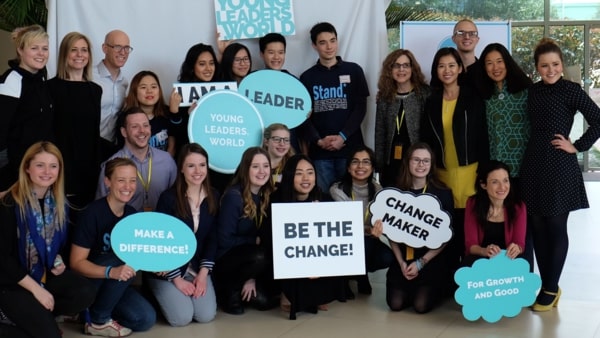 YOUNG
LEADERS
WORLD
I AM A
LEADER
Stand.
YOUNG
LEADERS.
WORLD
CHANGE
MAKER
MAKE A
DIFFERENCE!
BE THE
CHANGE!
FOR GROWTH
AND GOOD